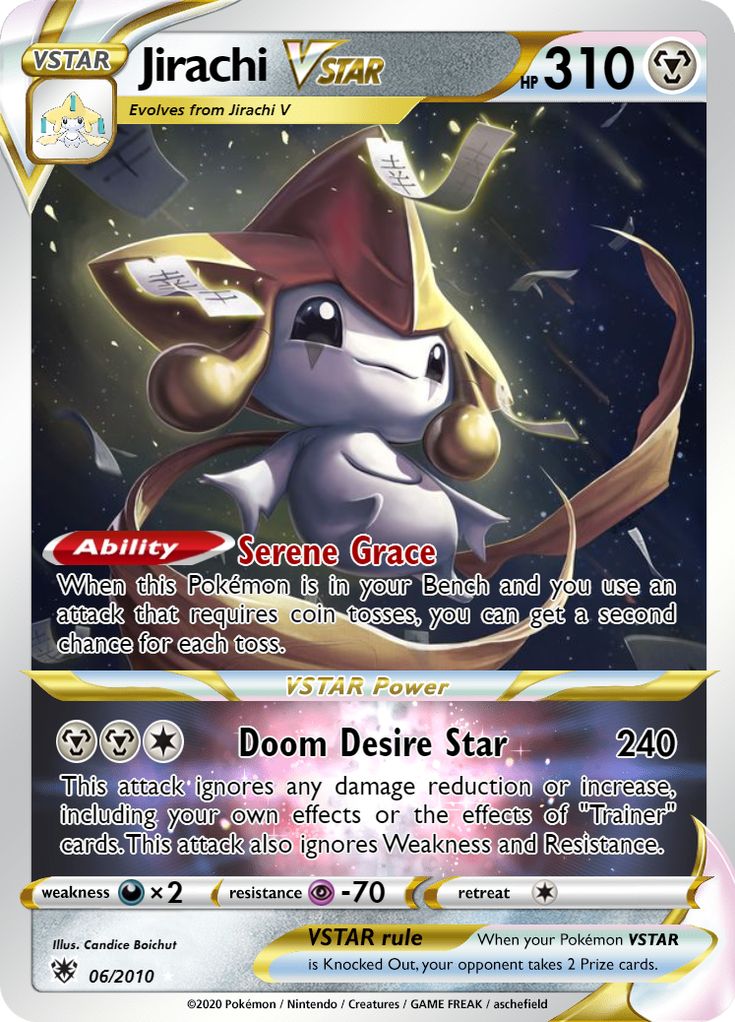 VSTAR
Jirachi VSTAR
HP 310
Evolves from Jirachi V
Ability Serene Grace
When this Pokémon is in your Bench and you use an
attack that requires coin tosses, you can get a second
chance for each toss.
VSTAR Power
Doom Desire Star 240
This attack ignores any damage reduction or increase,
including your own effects or the effects of "Trainer"
cards. This attack also ignores Weakness and Resistance.
weakness ×2 resistance -70 retreat
Illus. Candice Boichut
06/2010
VSTAR rule When your Pokémon VSTAR
is Knocked Out, your opponent takes 2 Prize cards.
©2020 Pokémon / Nintendo / Creatures / GAME FREAK / aschefield